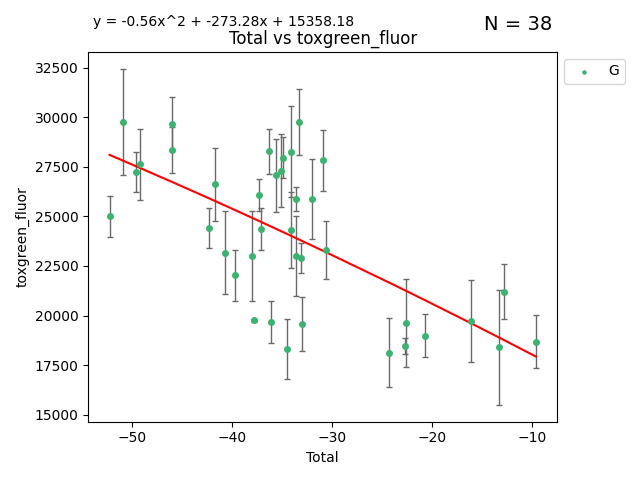 y = -0.56x^2 + -273.28x + 15358.18
N = 38
Total vs toxgreen_fluor
G
32500
30000
27500
25000
22500
20000
17500
15000
toxgreen_fluor
−50 −40 −30 −20 −10
Total